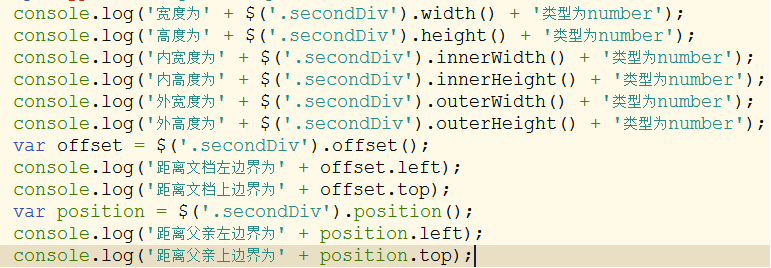 console.log('宽度为' + $('.secondDiv').width() + '类型为number');
console.log('高度为' + $('.secondDiv').height() + '类型为number');
console.log('内宽度为' + $('.secondDiv').innerWidth() + '类型为number');
console.log('内高度为' + $('.secondDiv').innerHeight() + '类型为number');
console.log('外宽度为' + $('.secondDiv').outerWidth() + '类型为number');
console.log('外高度为' + $('.secondDiv').outerHeight() + '类型为number');
var offset = $('.secondDiv').offset();
console.log('距离文档左边界为' + offset.left);
console.log('距离文档上边界为' + offset.top);
var position = $('.secondDiv').position();
console.log('距离父亲左边界为' + position.left);
console.log('距离父亲上边界为' + position.top);